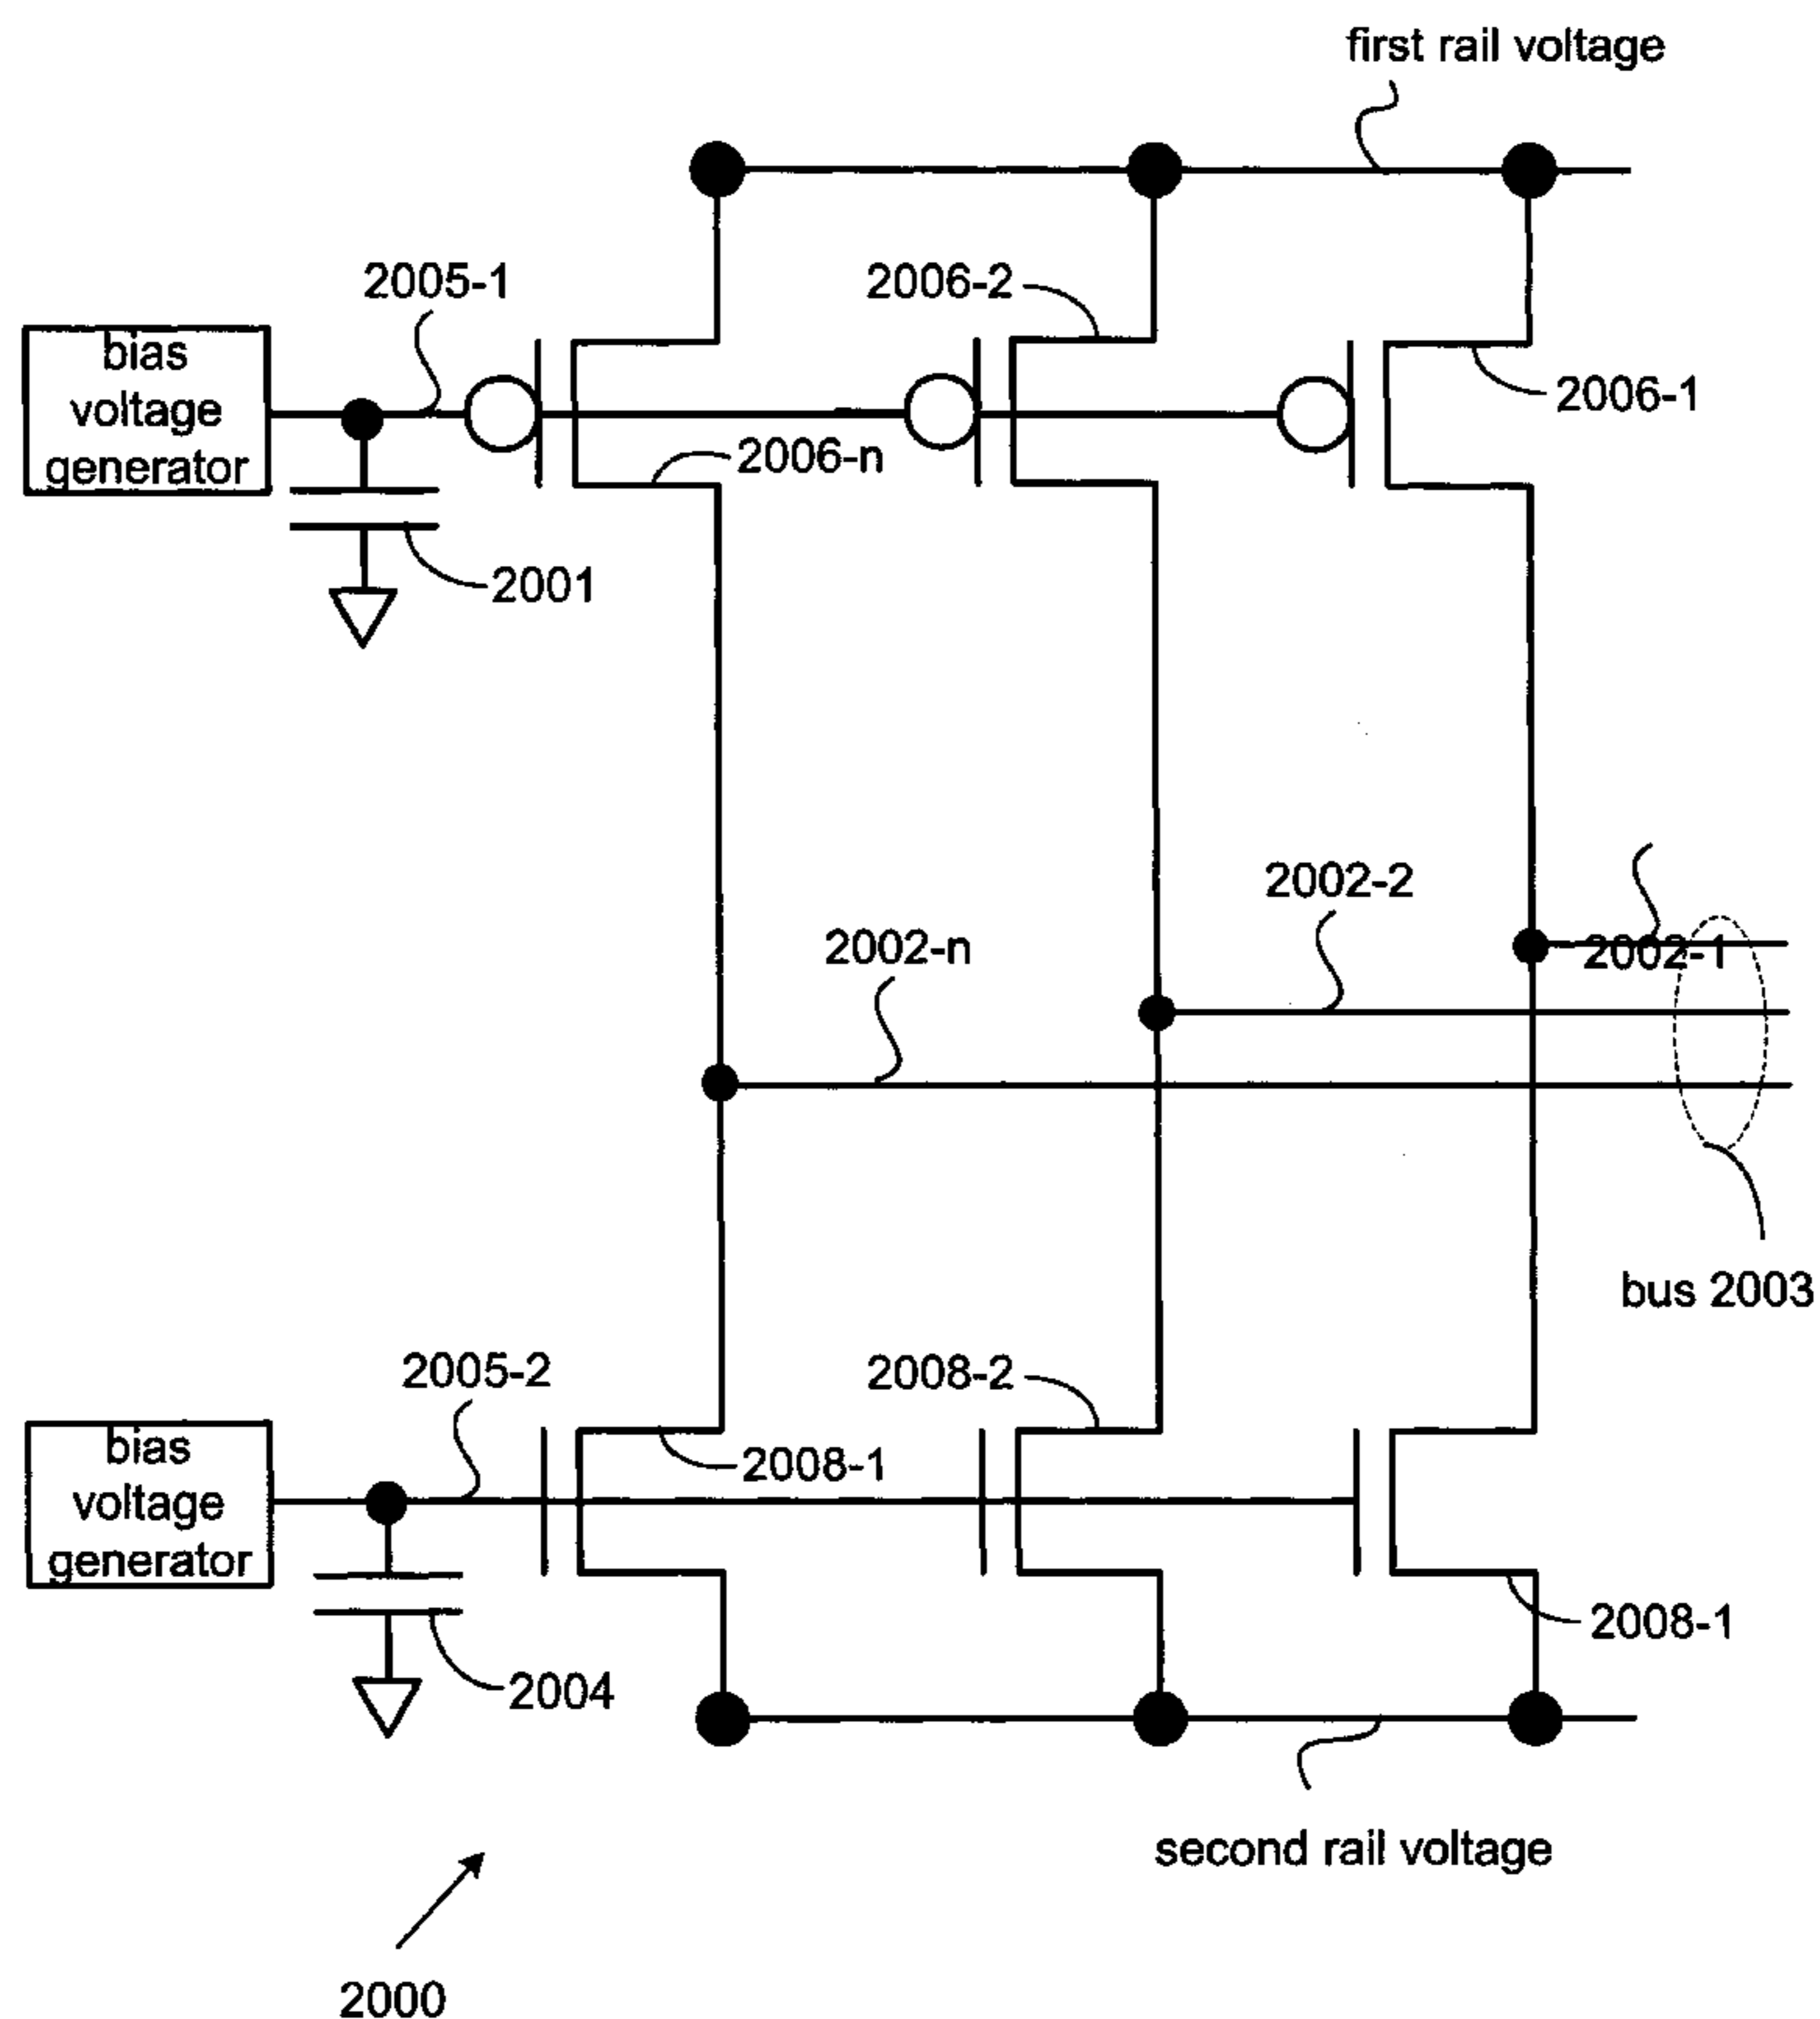 first rail voltage
2005-1
2006-2
bias
voltage
generator
2006-1
2006-n
2001
2002-2
2002-n
2002-1
bus 2003
2005-2
2008-2
bias
voltage
generator
2008-1
2008-1
2004
second rail voltage
2000